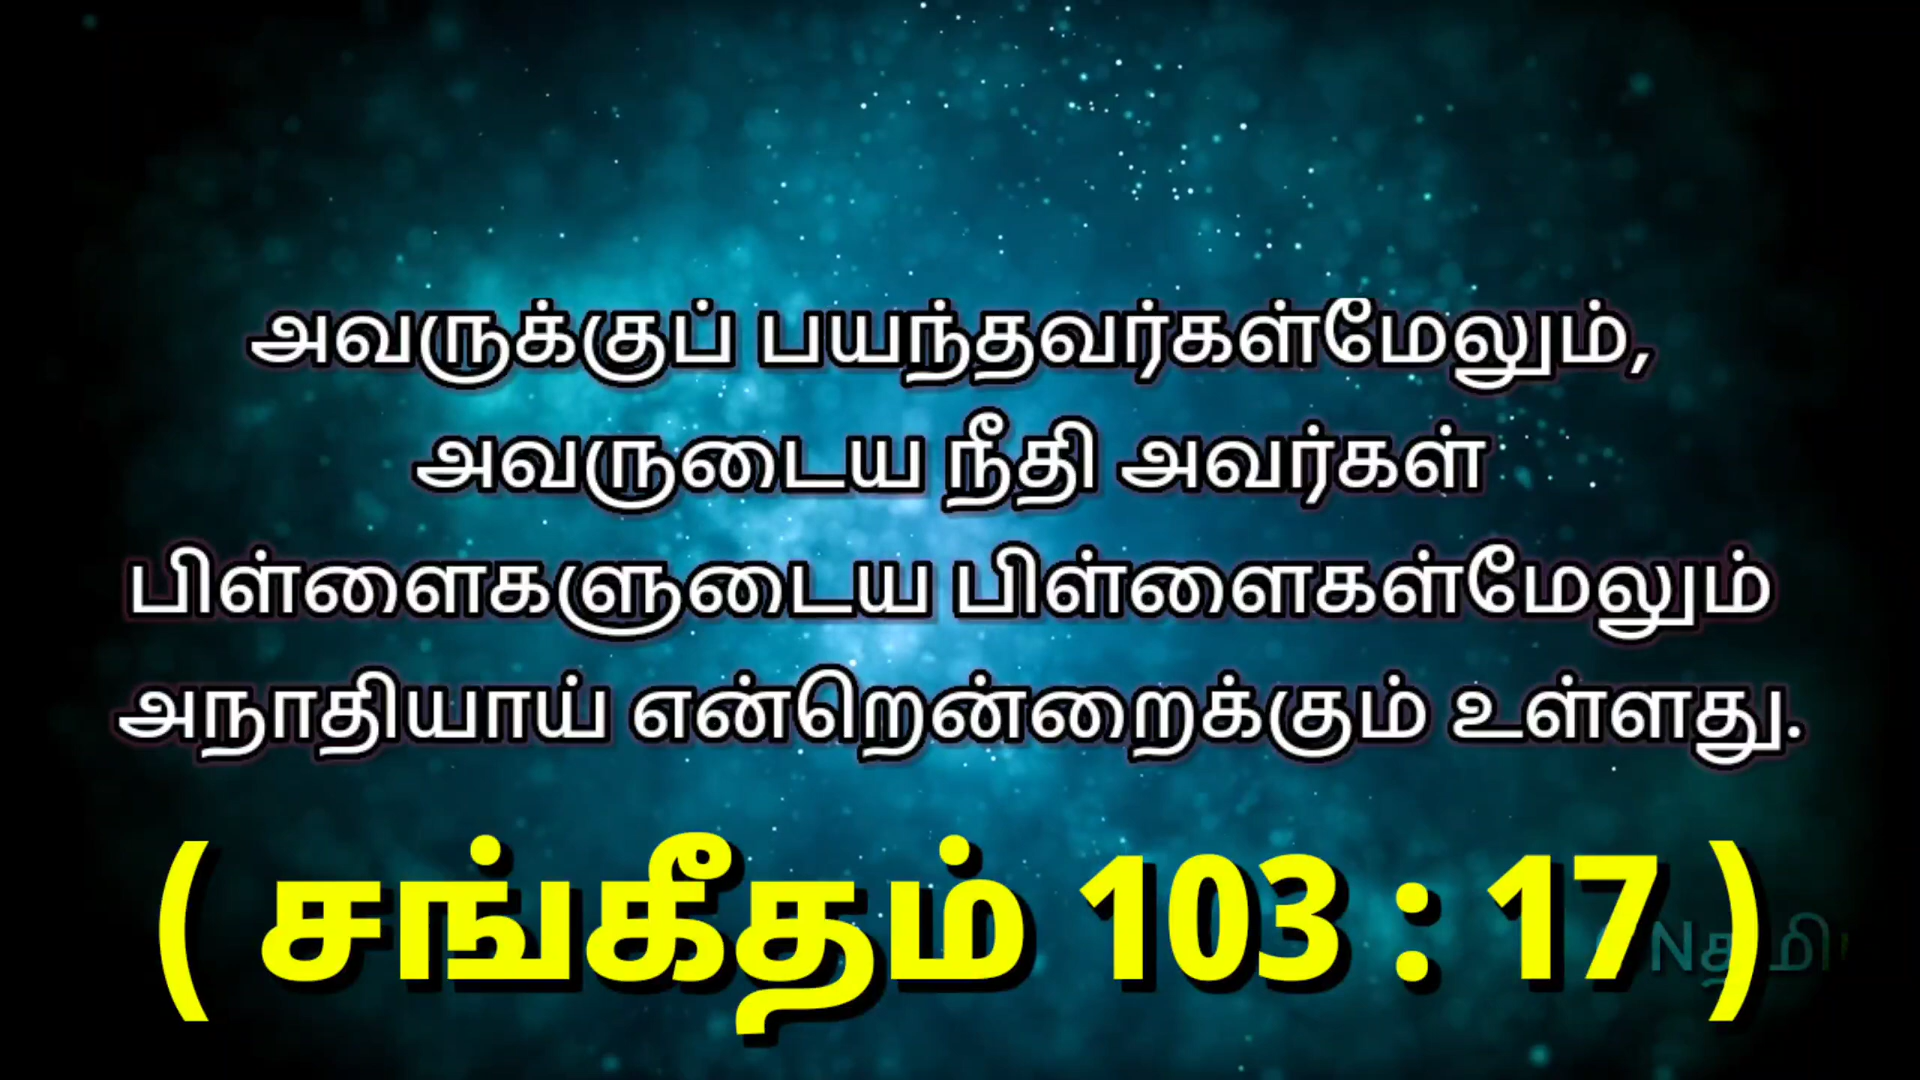 அவருக்குப் பயந்தவர்கள்மேலும்,
அவருடைய நீதி அவர்கள்
பிள்ளைகளுடைய பிள்ளைகள்மேலும்
அநாதியாய் என்றென்றைக்கும் உள்ளது.
( சங்கீதம் 103 : 17 )